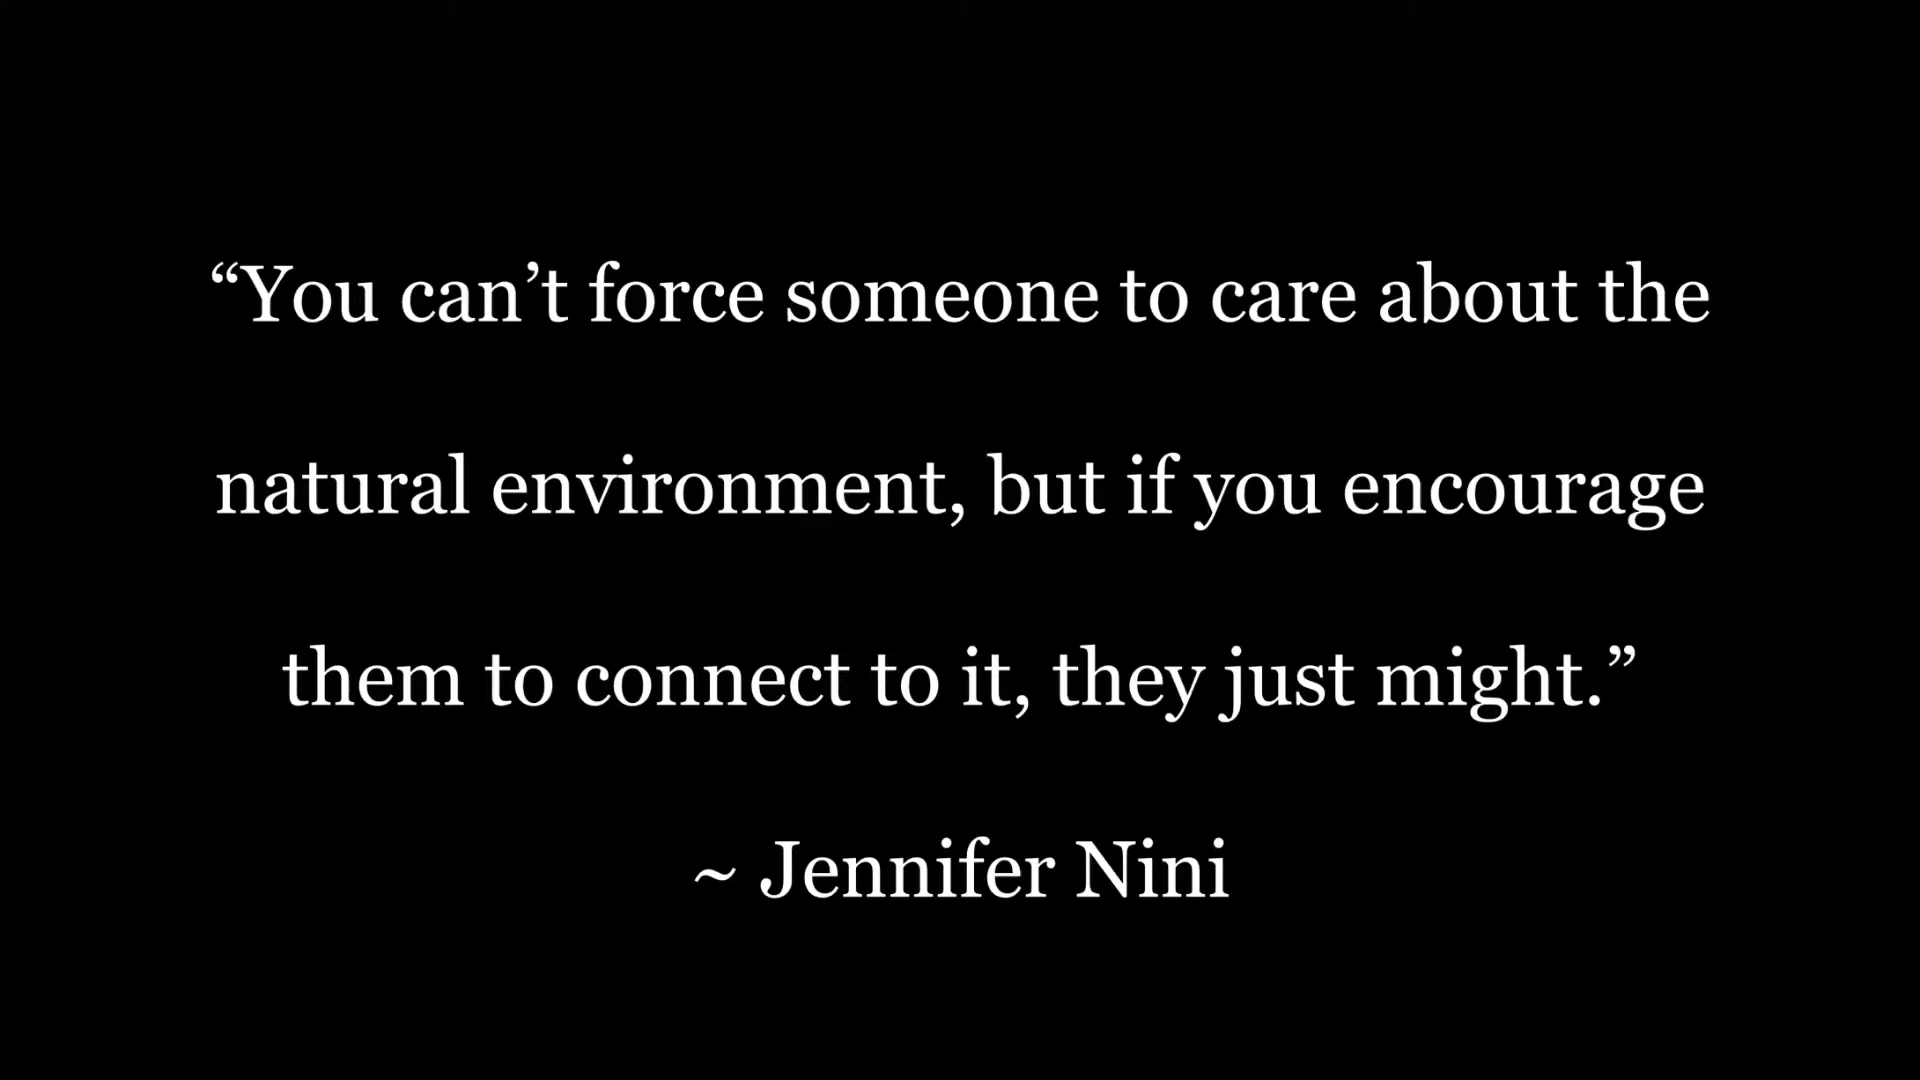 “You can’t force someone to care about the
natural environment, but if you encourage
them to connect to it, they just might.”
~ Jennifer Nini